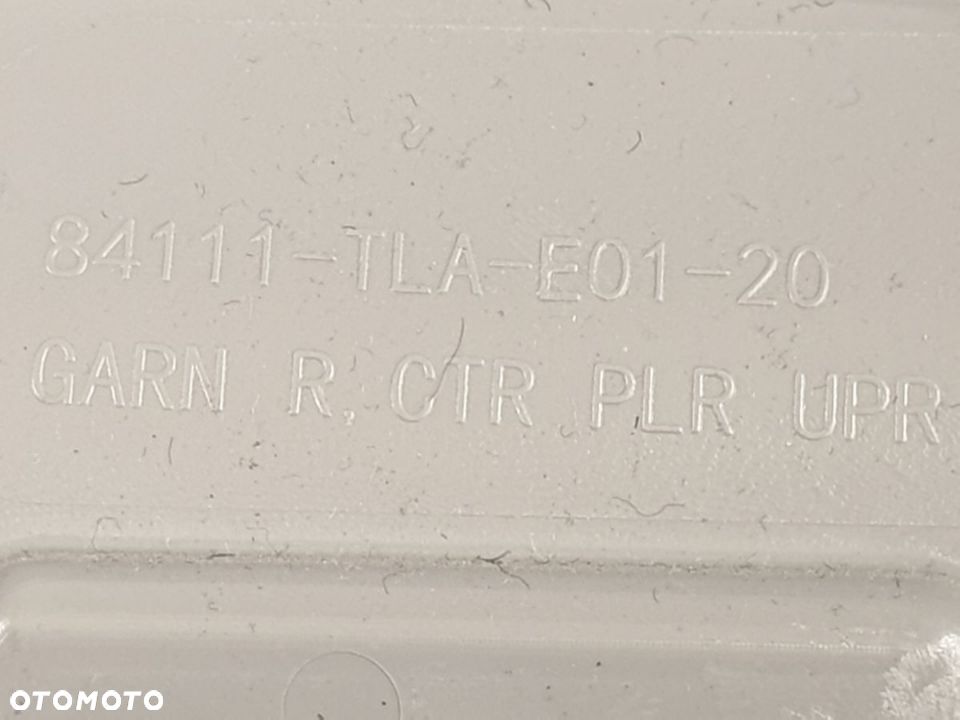 84111-TLA-E01-20
GARN R, CTR PLR UPR
OTOMOTO